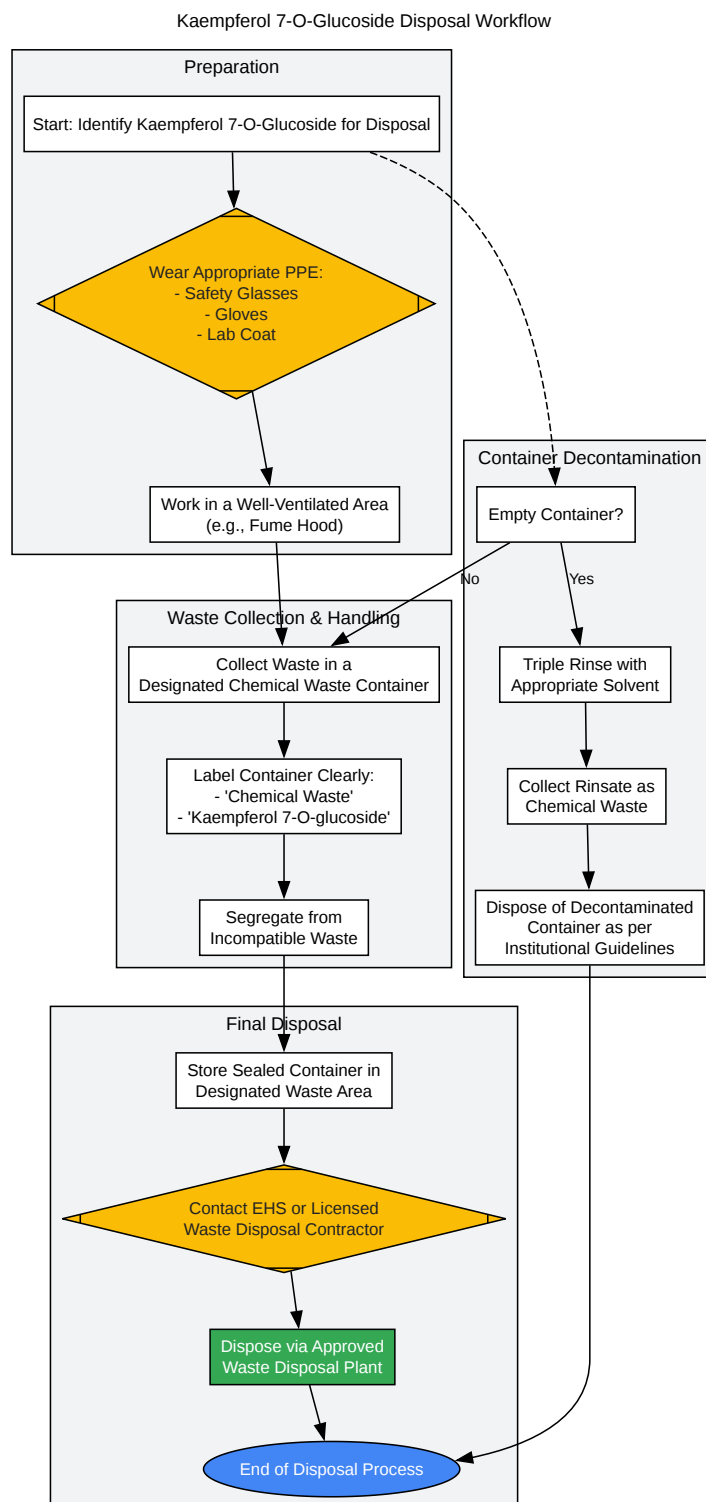 Kaempferol 7-O-Glucoside Disposal Workflow
Preparation
Start: Identify Kaempferol 7-O-Glucoside for Disposal
Wear Appropriate PPE:
- Safety Glasses
- Gloves
- Lab Coat
Work in a Well-Ventilated Area
(e.g., Fume Hood)
Container Decontamination
Empty Container?
No
Yes
Waste Collection & Handling
Collect Waste in a
Designated Chemical Waste Container
Label Container Clearly:
- 'Chemical Waste'
- 'Kaempferol 7-O-glucoside'
Segregate from
Incompatible Waste
Triple Rinse with
Appropriate Solvent
Collect Rinsate as
Chemical Waste
Dispose of Decontaminated
Container as per
Institutional Guidelines
Final Disposal
Store Sealed Container in
Designated Waste Area
Contact EHS or Licensed
Waste Disposal Contractor
Dispose via Approved
Waste Disposal Plant
End of Disposal Process